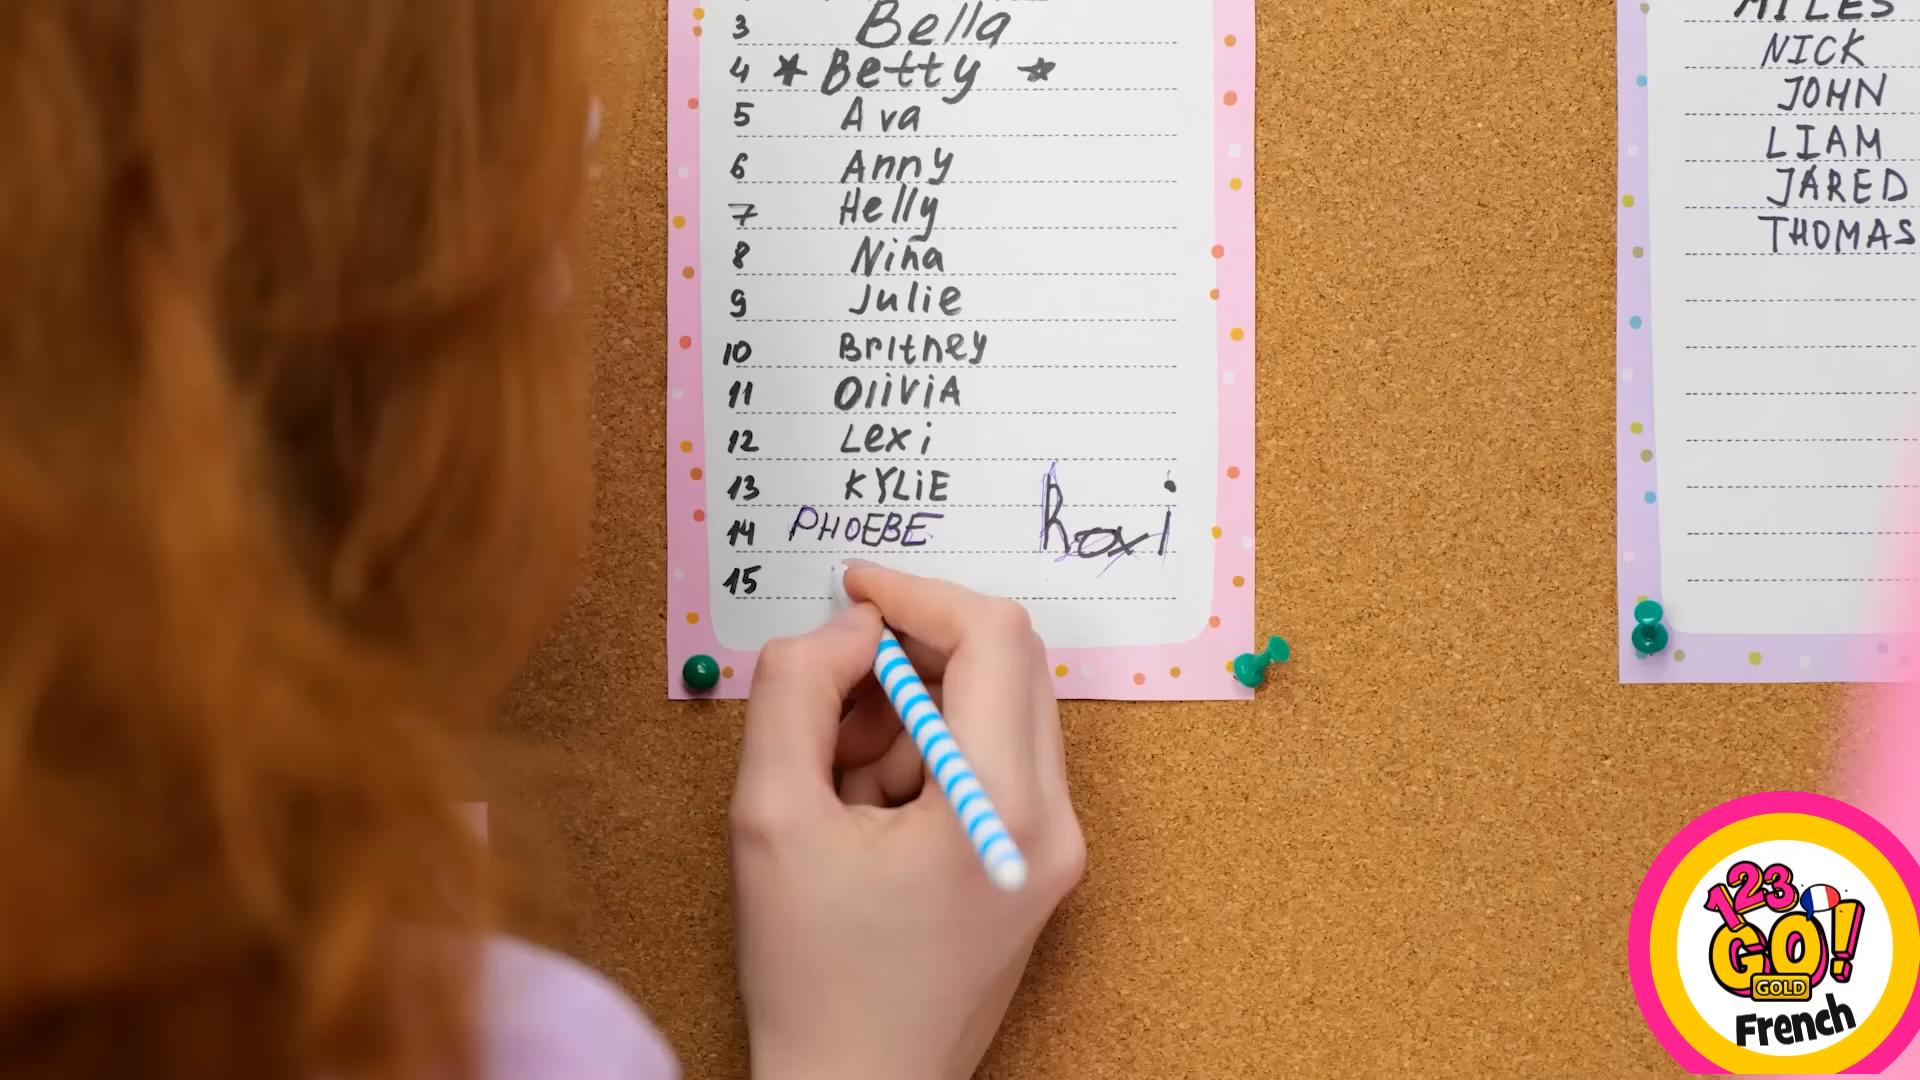 3 Bella
4 * Betty *
5 Ava
6 Anny
7 Helly
8 Nina
9 Julie
10 Britney
11 OliviA
12 Lexi
13 KYLiE
14 PHOEBE
Roxi
15
MILES
NICK
JOHN
LIAM
JARED
THOMAS
123
GO!
GOLD
French